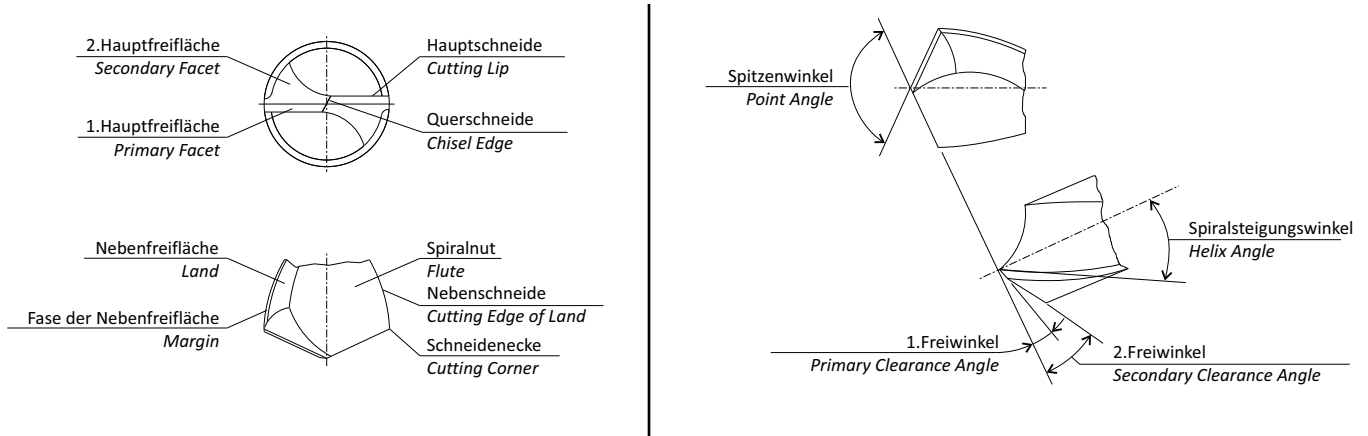 2.Hauptfreifläche
Secondary Facet
1.Hauptfreifläche
Primary Facet
Hauptschneide
Cutting Lip
Querschneide
Chisel Edge
Nebenfreifläche
Land
Fase der Nebenfreifläche
Margin
Spiralnut
Flute
Nebenschneide
Cutting Edge of Land
Schneidenecke
Cutting Corner
Spitzenwinkel
Point Angle
Spiralsteigungswinkel
Helix Angle
1.Freiwinkel
Primary Clearance Angle
2.Freiwinkel
Secondary Clearance Angle